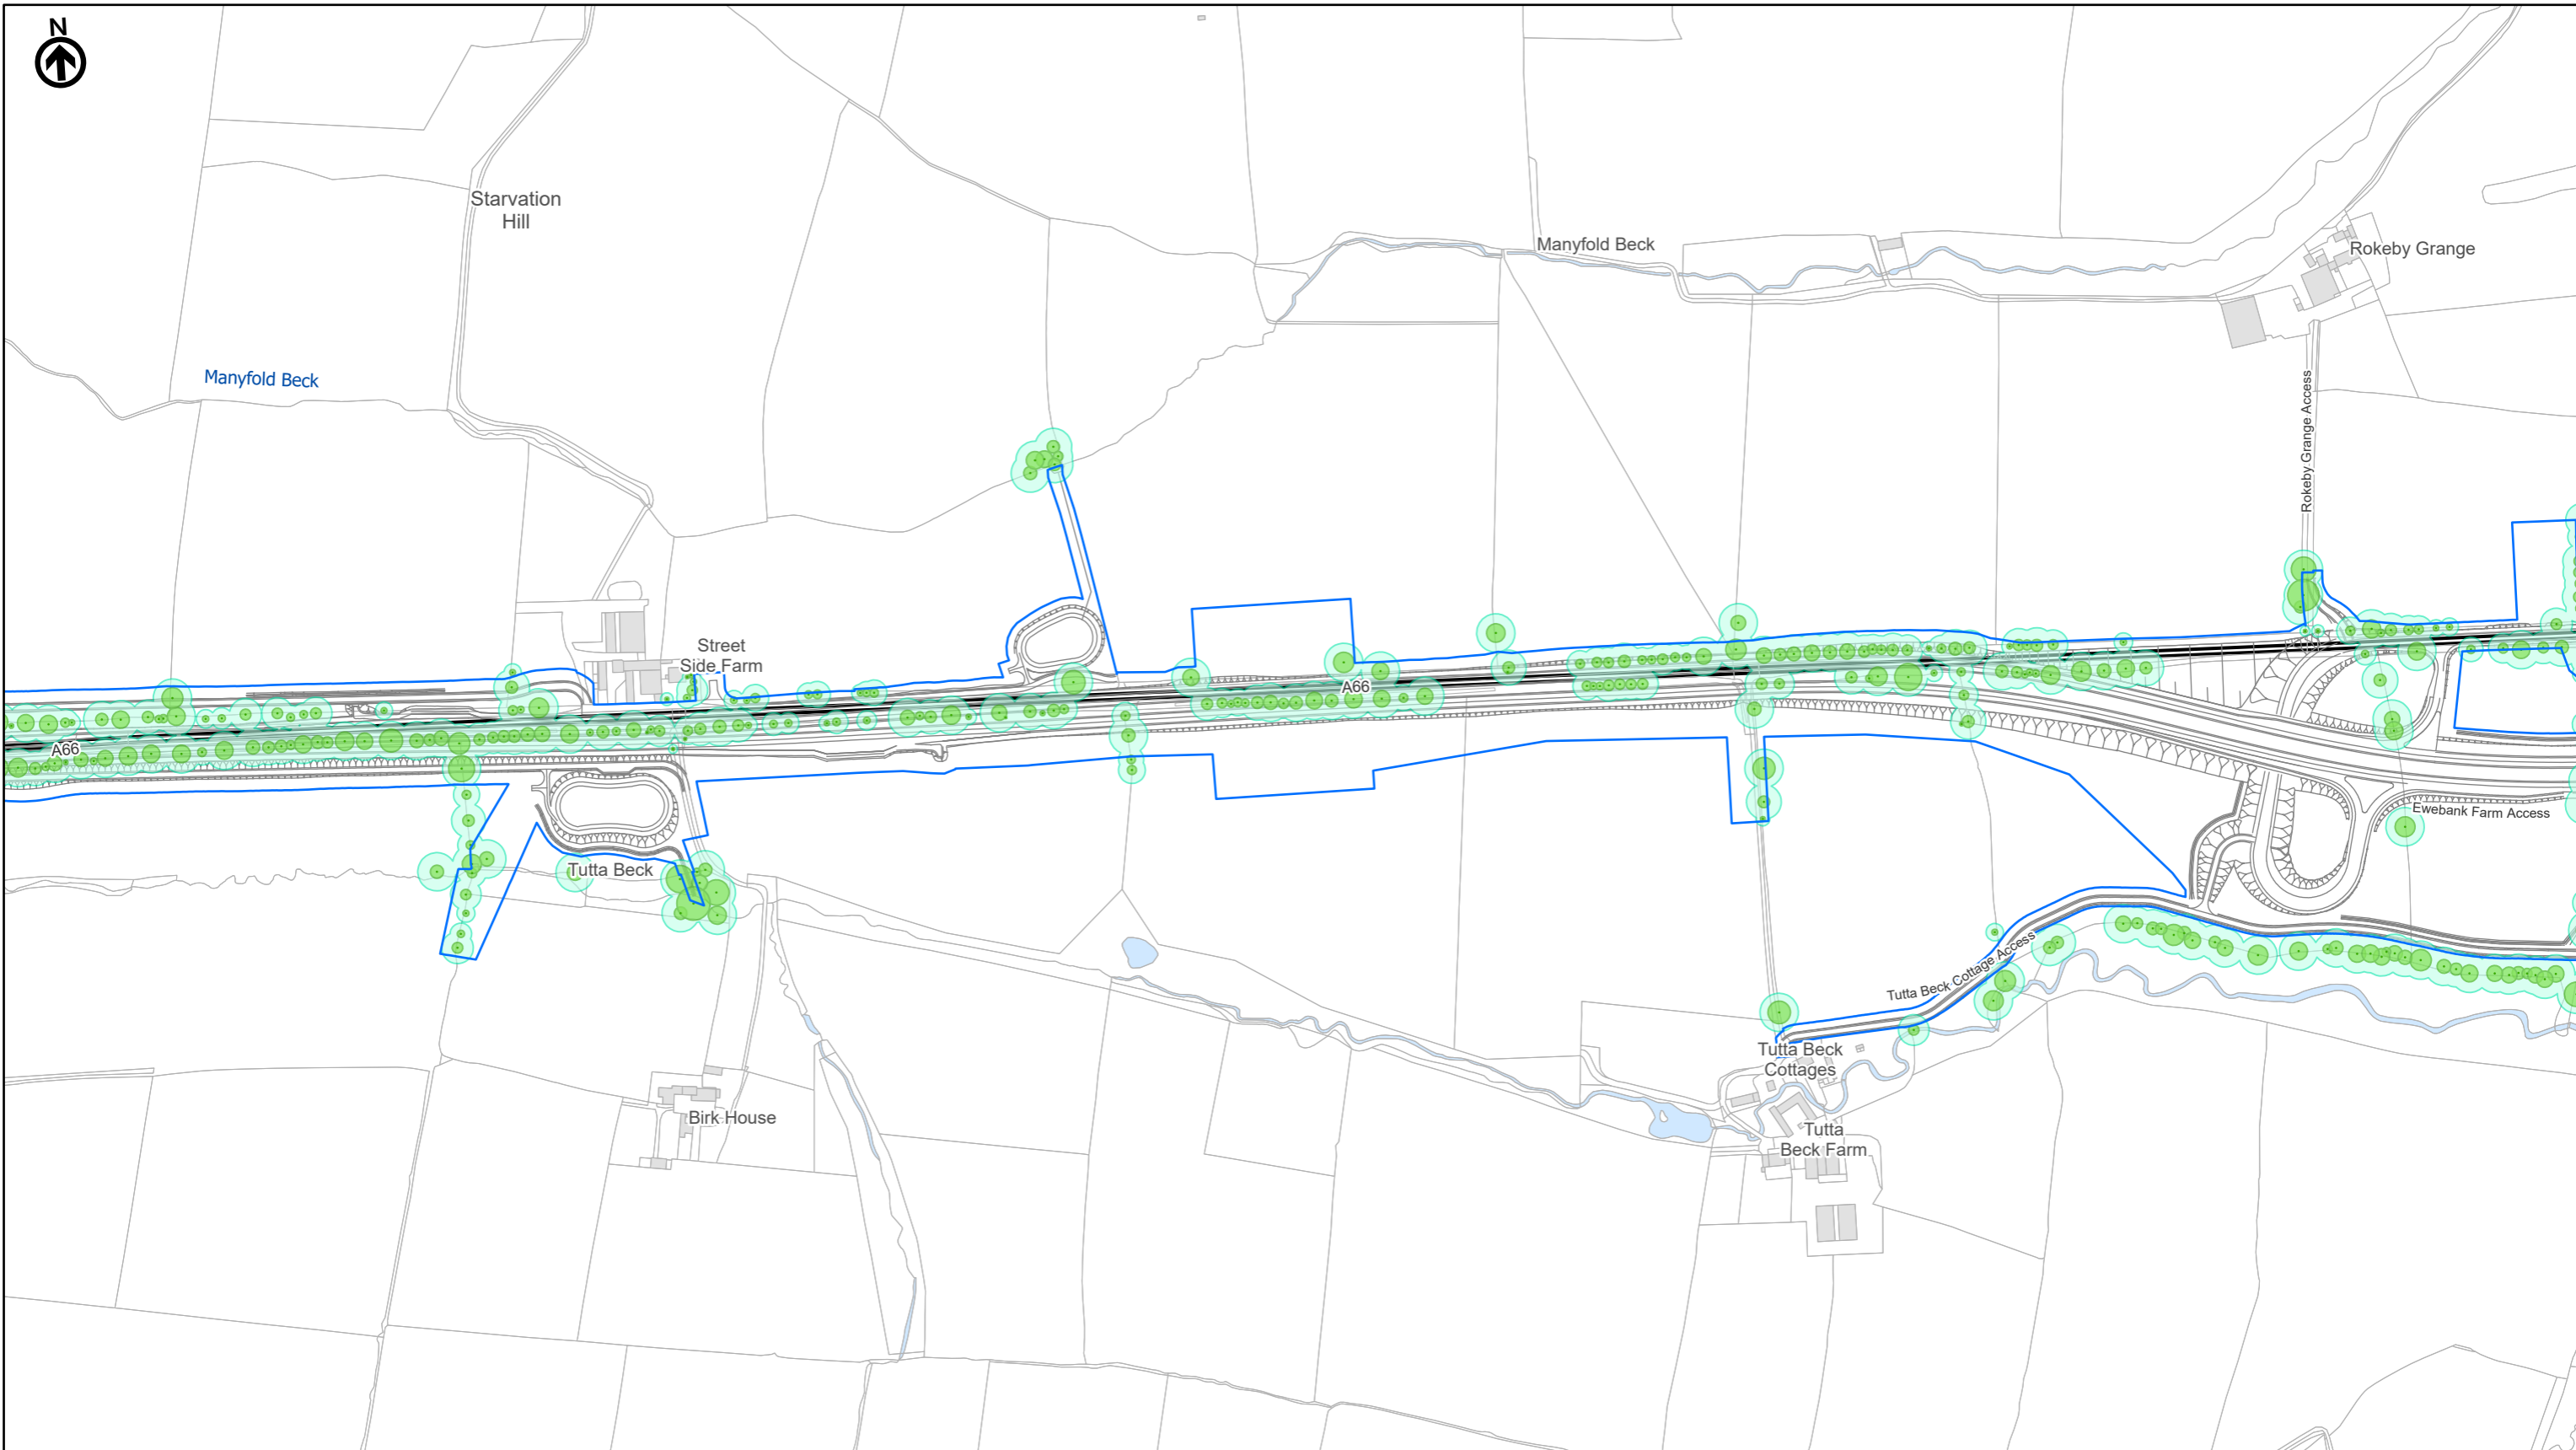 N
Starvation
Hill
Manyfold Beck
Rokeby Grange
Manyfold Beck
Rokeby Grange Access
Street
Side Farm
A66
A66
Ewebank Farm Access
Tutta Beck
Tutta Beck Cottage Access
Tutta Beck
Cottages
Birk House
Tutta
Beck Farm